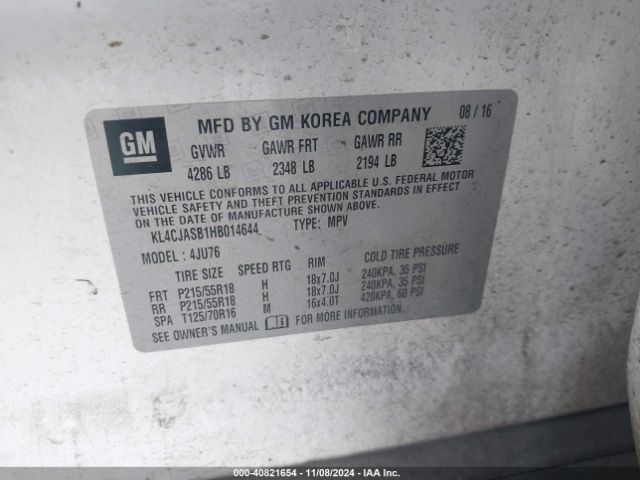 GM
MFD BY GM KOREA COMPANY 08 / 16
GVWR GAWR FRT GAWR RR
4286 LB 2348 LB 2194 LB
THIS VEHICLE CONFORMS TO ALL APPLICABLE U.S. FEDERAL MOTOR
VEHICLE SAFETY AND THEFT PREVENTION STANDARDS IN EFFECT
ON THE DATE OF MANUFACTURE SHOWN ABOVE.
KL4CJASB1HB014644 TYPE: MPV
MODEL : 4JU76
TIRE SIZE SPEED RTG RIM COLD TIRE PRESSURE
FRT P215/55R18 H 18x7.0J 240KPA, 35 PSI
RR P215/55R18 H 18x7.0J 240KPA, 35 PSI
SPA T125/70R16 M 16x4.0T 420KPA, 60 PSI
SEE OWNER'S MANUAL FOR MORE INFORMATION.
00-40821654 - 11/08/2024 - IAA Inc.